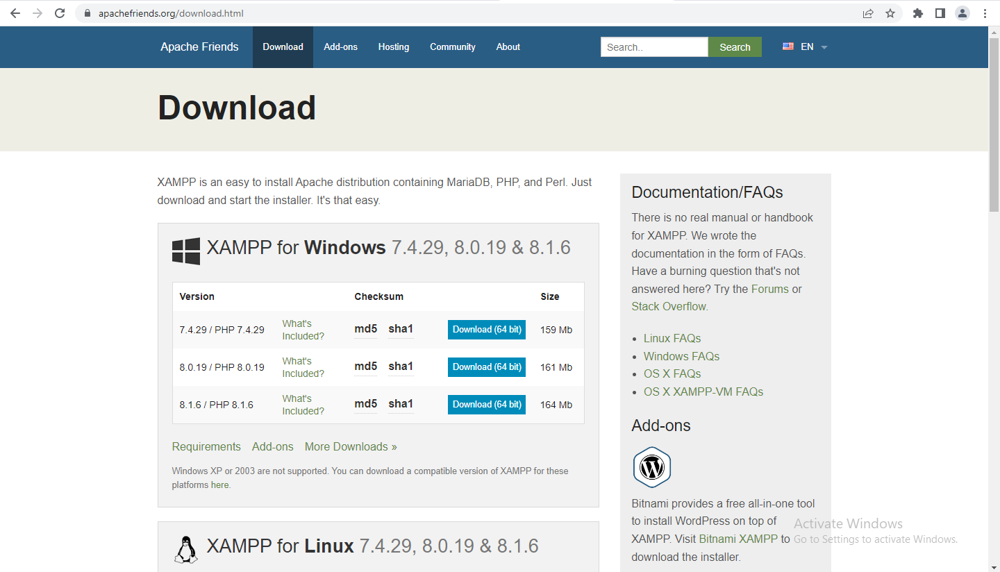 apachefriends.org/download.html
Apache Friends Download Add-ons Hosting Community About Search.. Search EN
Download
XAMPP is an easy to install Apache distribution containing MariaDB, PHP, and Perl. Just
download and start the installer. It's that easy.
XAMPP for Windows 7.4.29, 8.0.19 & 8.1.6
Version Checksum Size
7.4.29 / PHP 7.4.29 What's Included? md5 sha1 Download (64 bit) 159 Mb
8.0.19 / PHP 8.0.19 What's Included? md5 sha1 Download (64 bit) 161 Mb
8.1.6 / PHP 8.1.6 What's Included? md5 sha1 Download (64 bit) 164 Mb
Requirements Add-ons More Downloads »
Windows XP or 2003 are not supported. You can download a compatible version of XAMPP for these
platforms here.
XAMPP for Linux 7.4.29, 8.0.19 & 8.1.6
Documentation/FAQs
There is no real manual or handbook
for XAMPP. We wrote the
documentation in the form of FAQs.
Have a burning question that's not
answered here? Try the Forums or
Stack Overflow.
• Linux FAQs
• Windows FAQs
• OS X FAQs
• OS X XAMPP-VM FAQs
Add-ons
Bitnami provides a free all-in-one tool
to install WordPress on top of
XAMPP. Visit Bitnami XAMPP to
download the installer.
Activate Windows
Go to Settings to activate Windows.